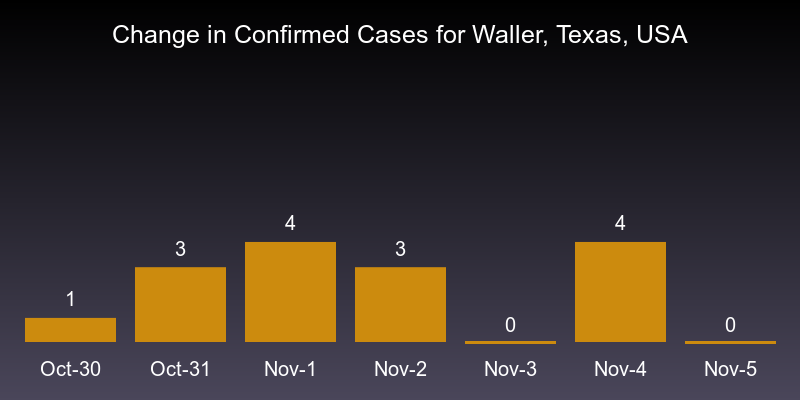 Change in Confirmed Cases for Waller, Texas, USA
1
3
4
3
0
4
0
Oct-30
Oct-31
Nov-1
Nov-2
Nov-3
Nov-4
Nov-5